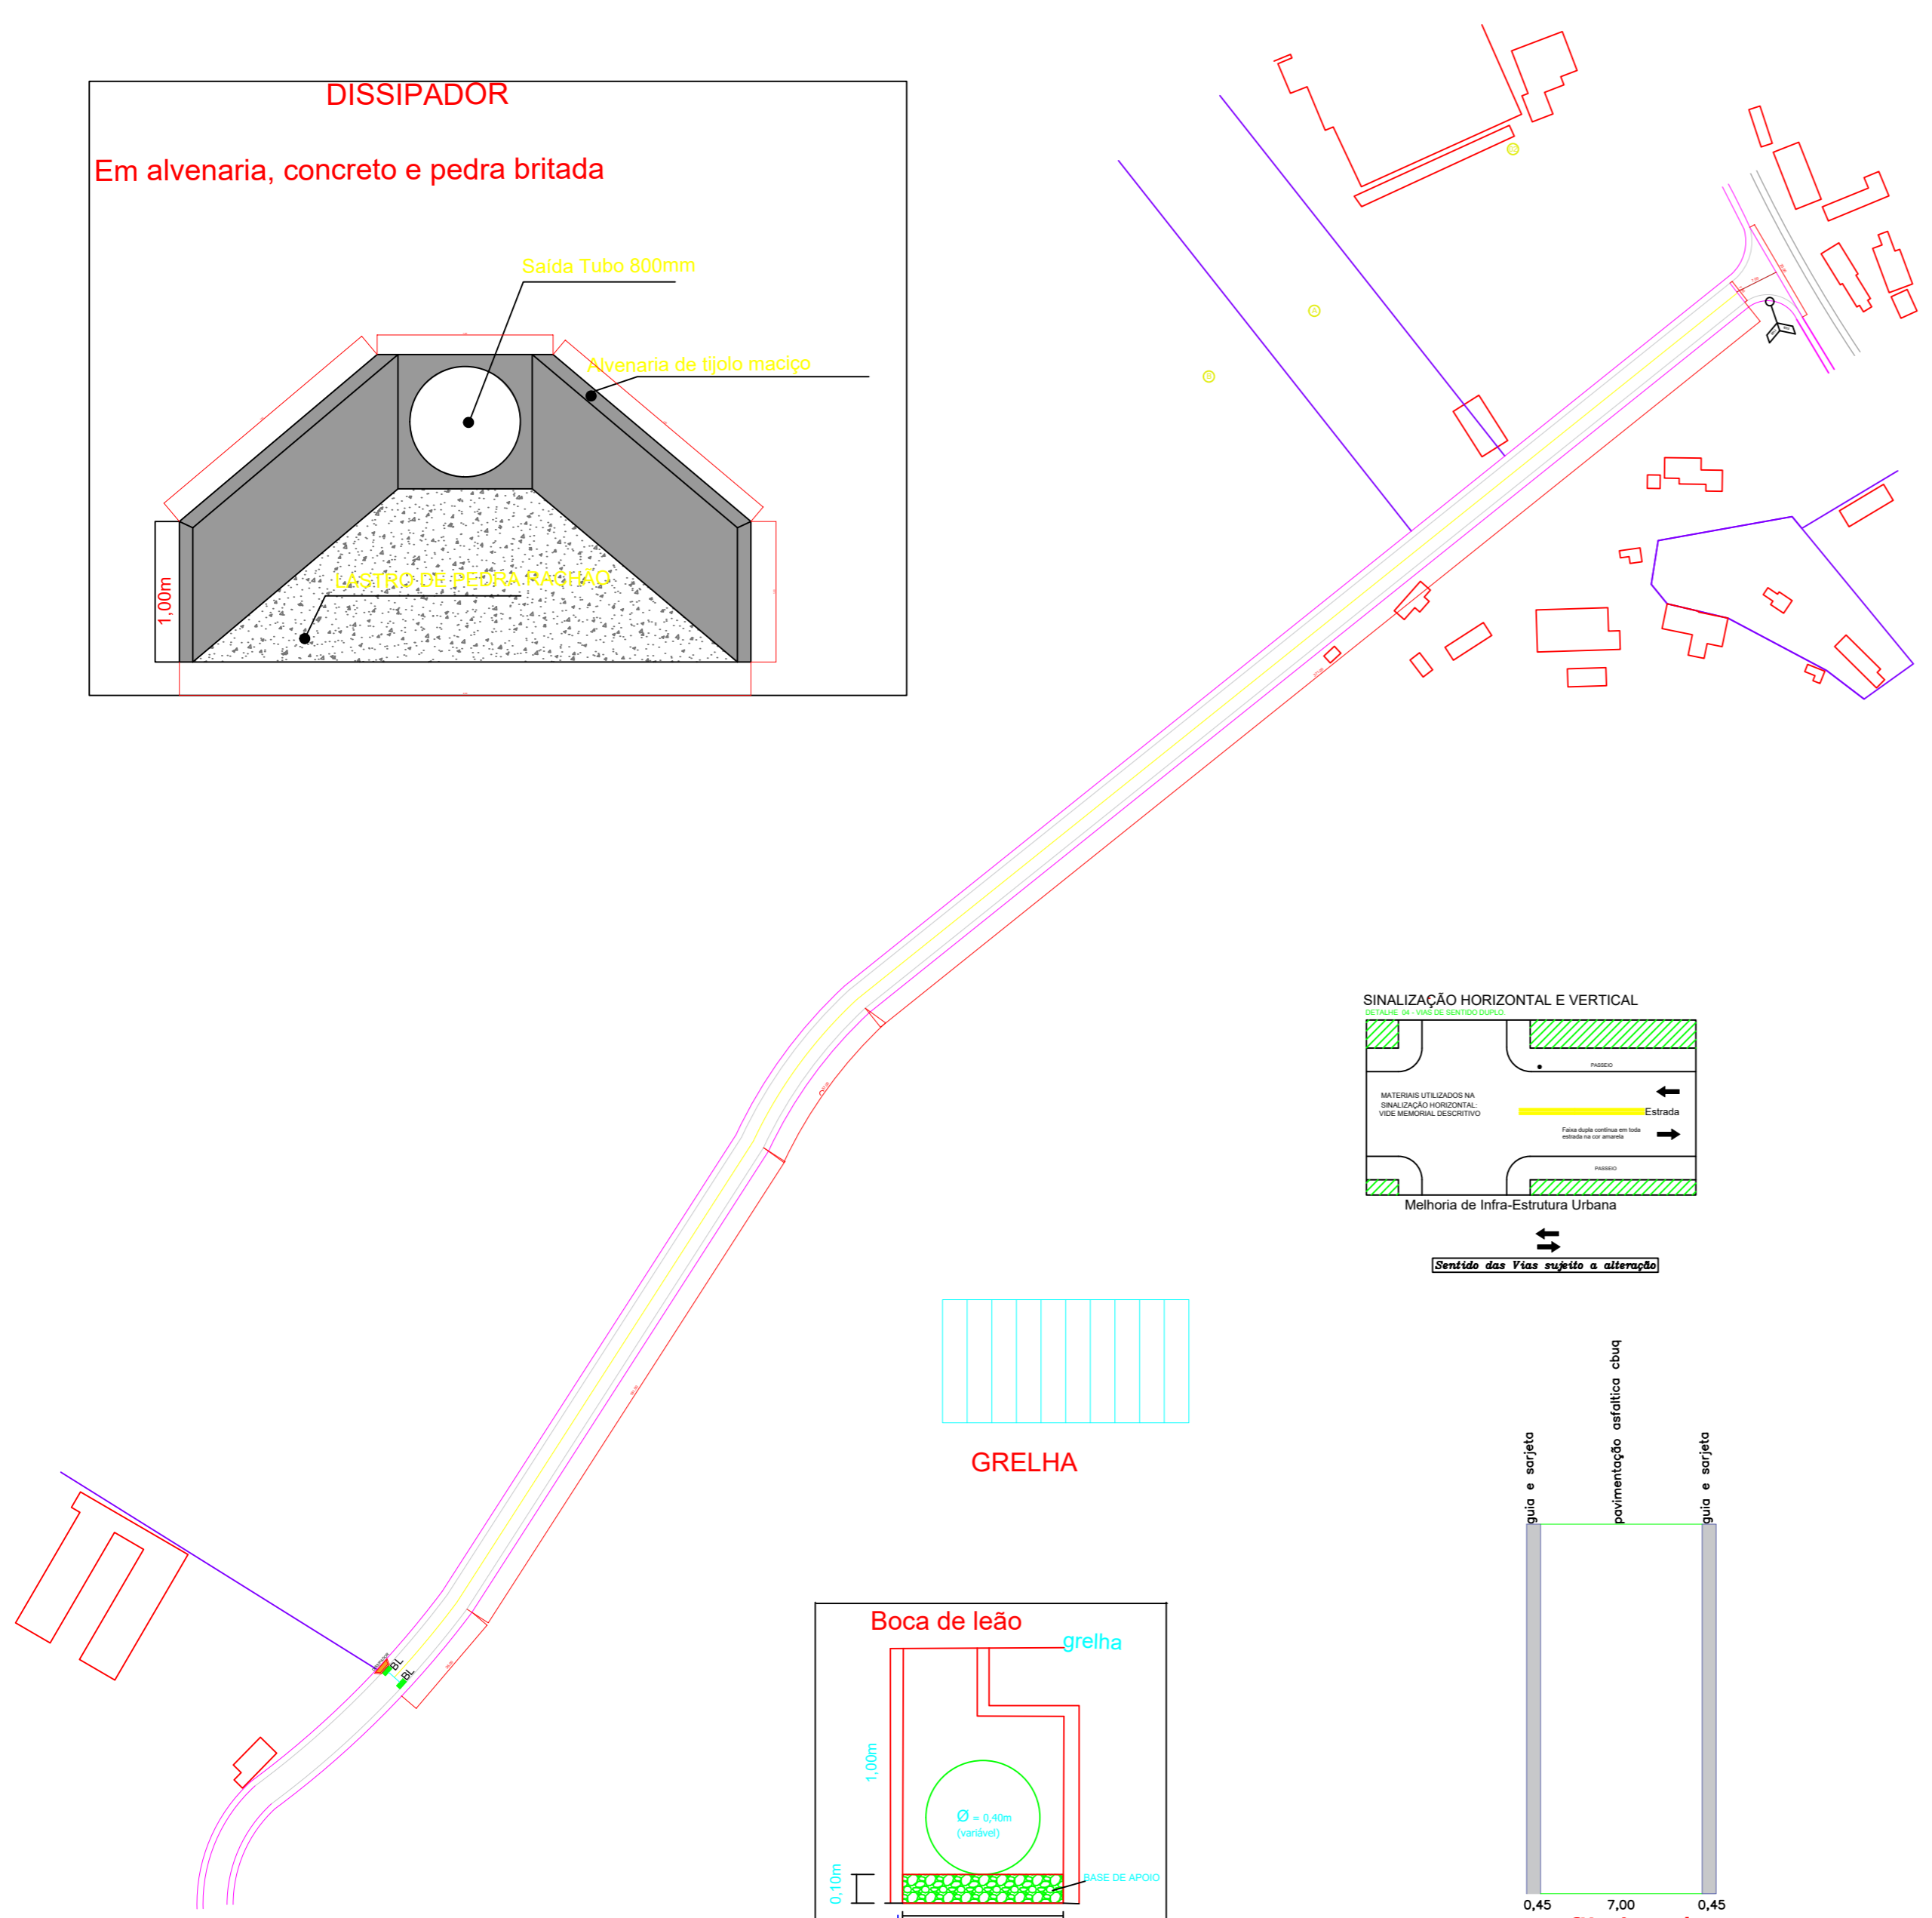 DISSIPADOR
Em alvenaria, concreto e pedra britada
Saída Tubo 800mm
Alvenaria de tijolo maciço
LASTRO DE PEDRA RACHÃO
1,00m
SINALIZAÇÃO HORIZONTAL E VERTICAL
DETALHE 04 - VIAS DE SENTIDO DUPLO
PASSEIO
MATERIAIS UTILIZADOS NA
SINALIZAÇÃO HORIZONTAL:
VIDE MEMORIAL DESCRITIVO
Estrada
Faixa dupla contínua em toda
estrada na cor amarela
PASSEIO
Melhoria de Infra-Estrutura Urbana
Sentido das Vias sujeito a alteração
GRELHA
guia e sarjeta
pavimentação asfaltica cbuq
guia e sarjeta
0,45 7,00 0,45
BL
BL
Boca de leão
grelha
1,00m
Ø = 0,40m
(variável)
0,10m
BASE DE APOIO